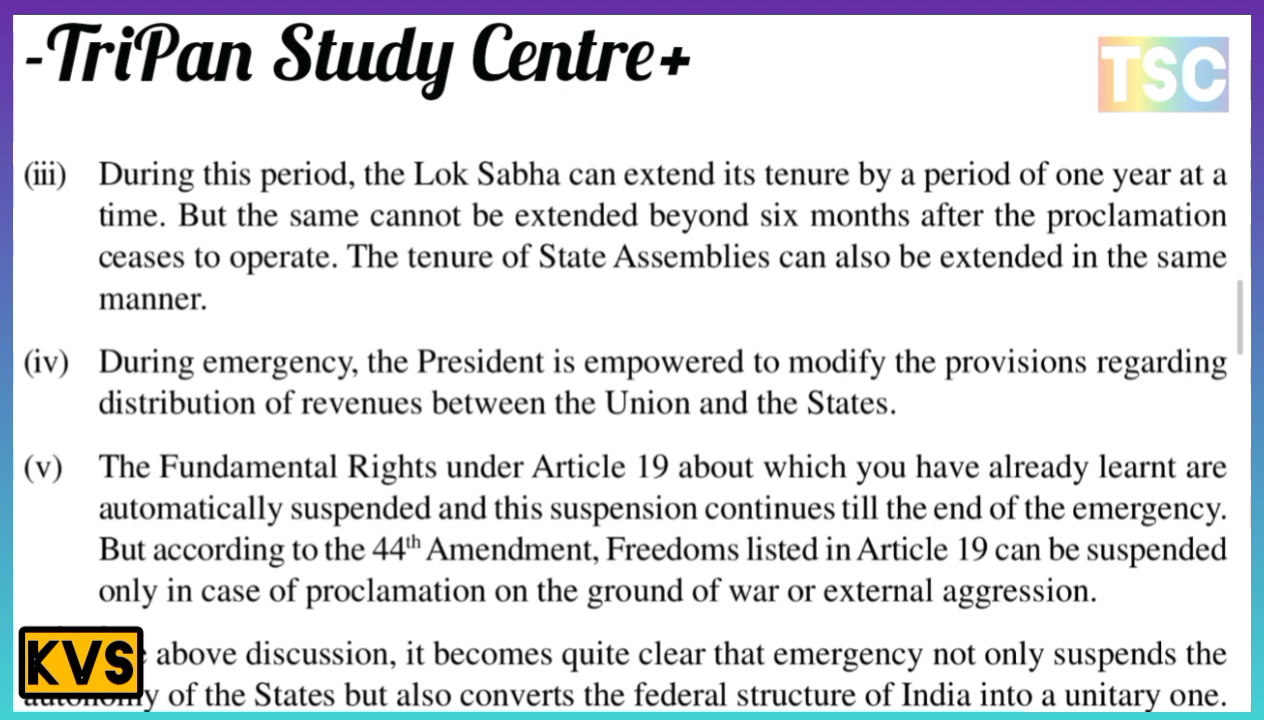 -TriPan Study Centre+
TSC
(iii) During this period, the Lok Sabha can extend its tenure by a period of one year at a
time. But the same cannot be extended beyond six months after the proclamation
ceases to operate. The tenure of State Assemblies can also be extended in the same
manner.
(iv) During emergency, the President is empowered to modify the provisions regarding
distribution of revenues between the Union and the States.
(v) The Fundamental Rights under Article 19 about which you have already learnt are
automatically suspended and this suspension continues till the end of the emergency.
But according to the 44th Amendment, Freedoms listed in Article 19 can be suspended
only in case of proclamation on the ground of war or external aggression.
KVS
above discussion, it becomes quite clear that emergency not only suspends the
of the States but also converts the federal structure of India into a unitary one.